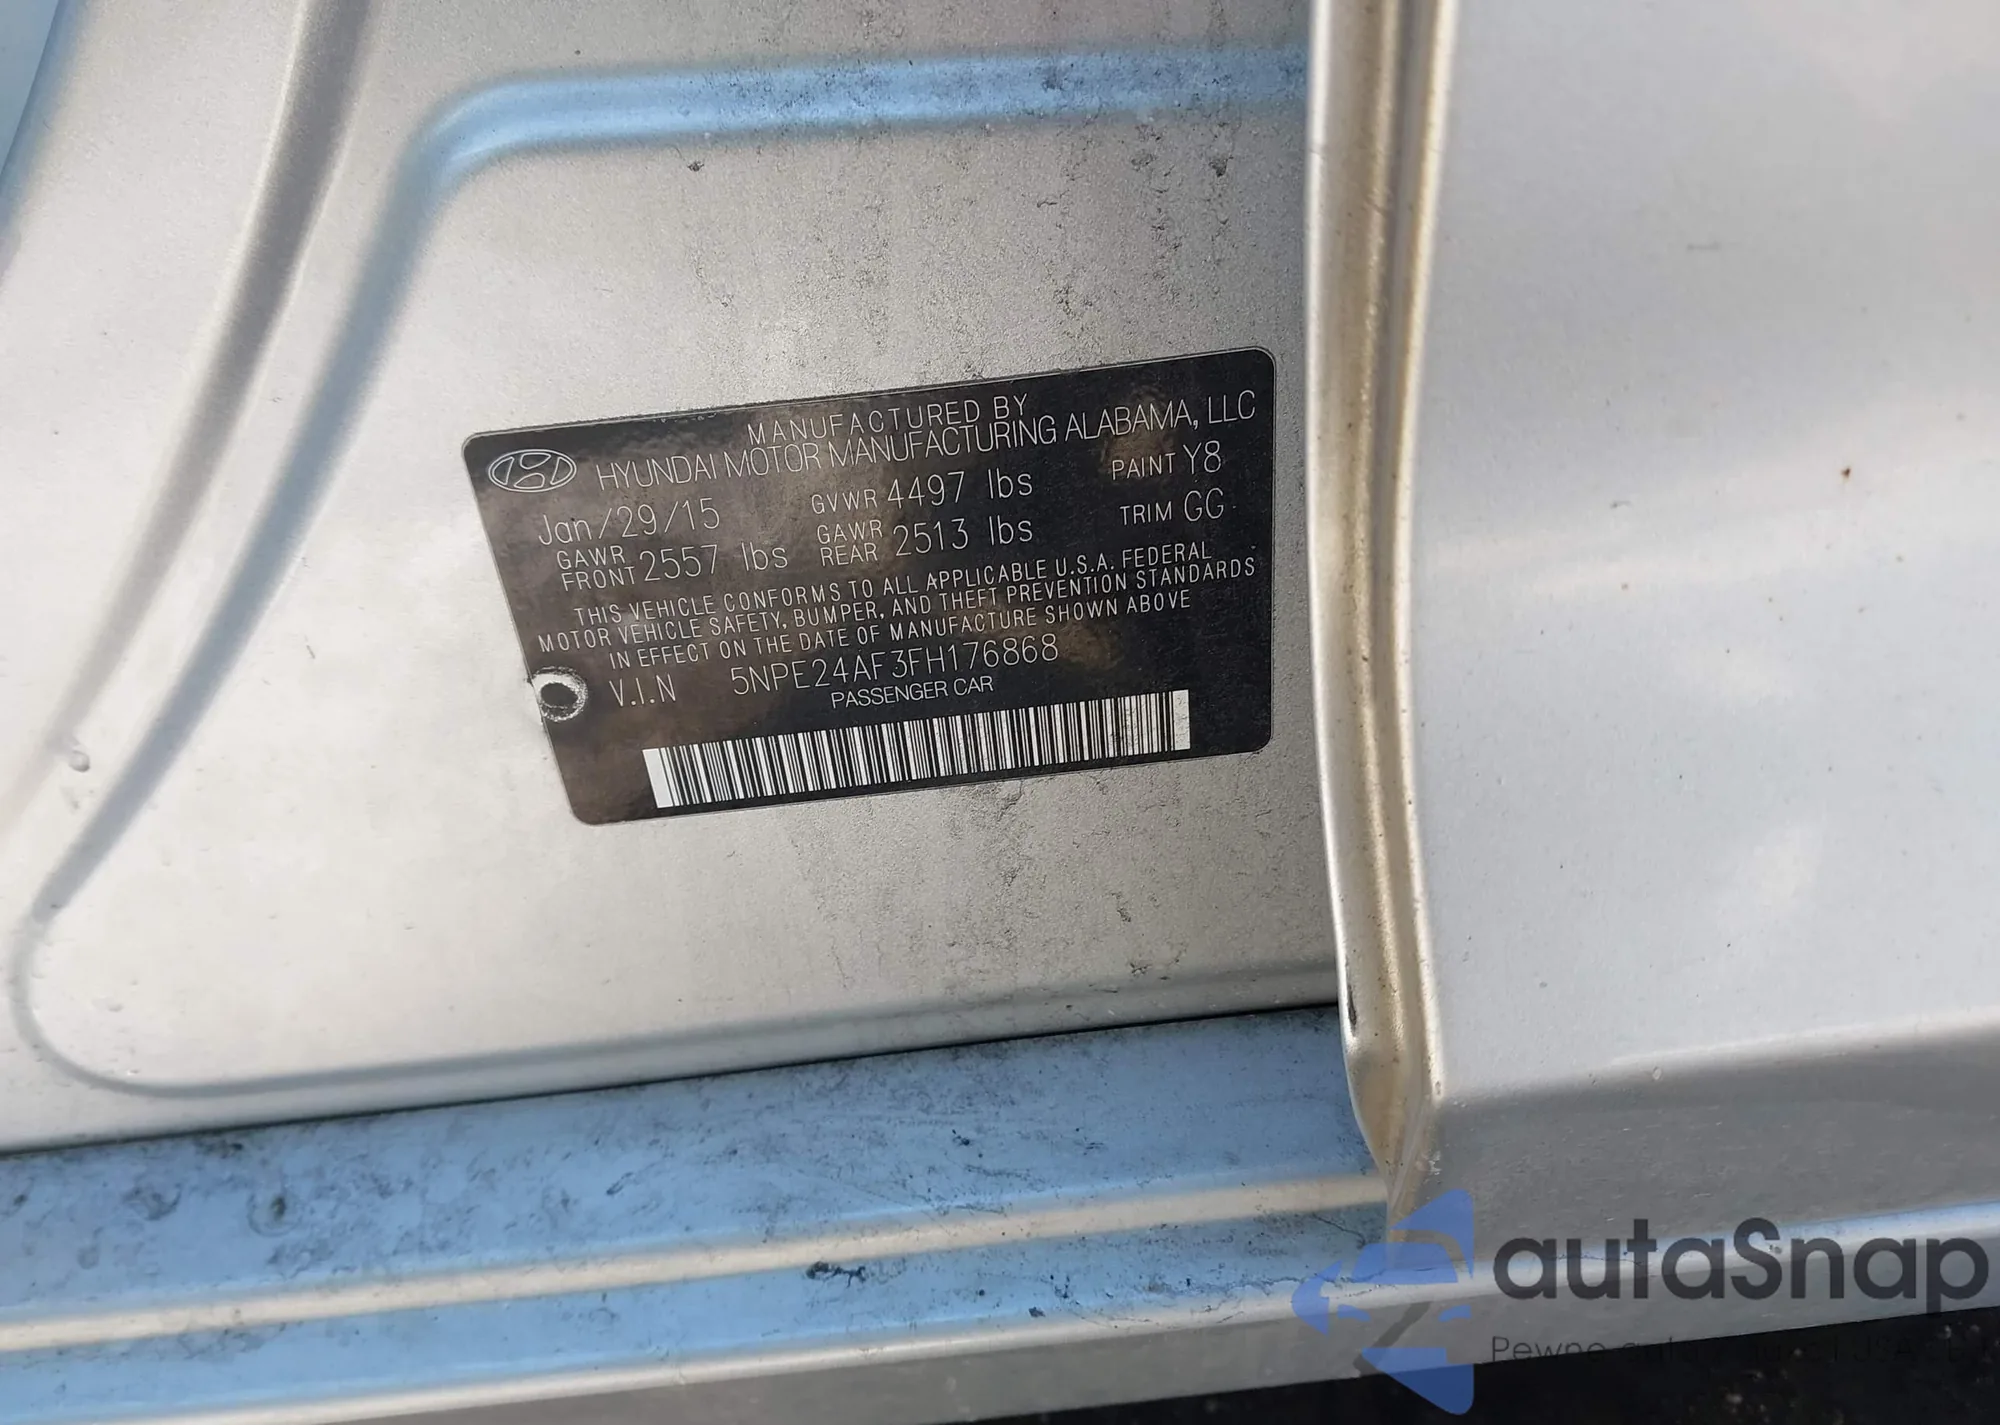 MANUFACTURED BY
HYUNDAI MOTOR MANUFACTURING ALABAMA, LLC
Jan/29/15 GVWR 4497 lbs PAINT Y8
GAWR FRONT 2557 lbs GAWR REAR 2513 lbs TRIM GG
THIS VEHICLE CONFORMS TO ALL APPLICABLE U.S.A. FEDERAL
MOTOR VEHICLE SAFETY, BUMPER, AND THEFT PREVENTION STANDARDS
IN EFFECT ON THE DATE OF MANUFACTURE SHOWN ABOVE
V.I.N 5NPE24AF3FH176868
PASSENGER CAR
autaSnap
Pewne